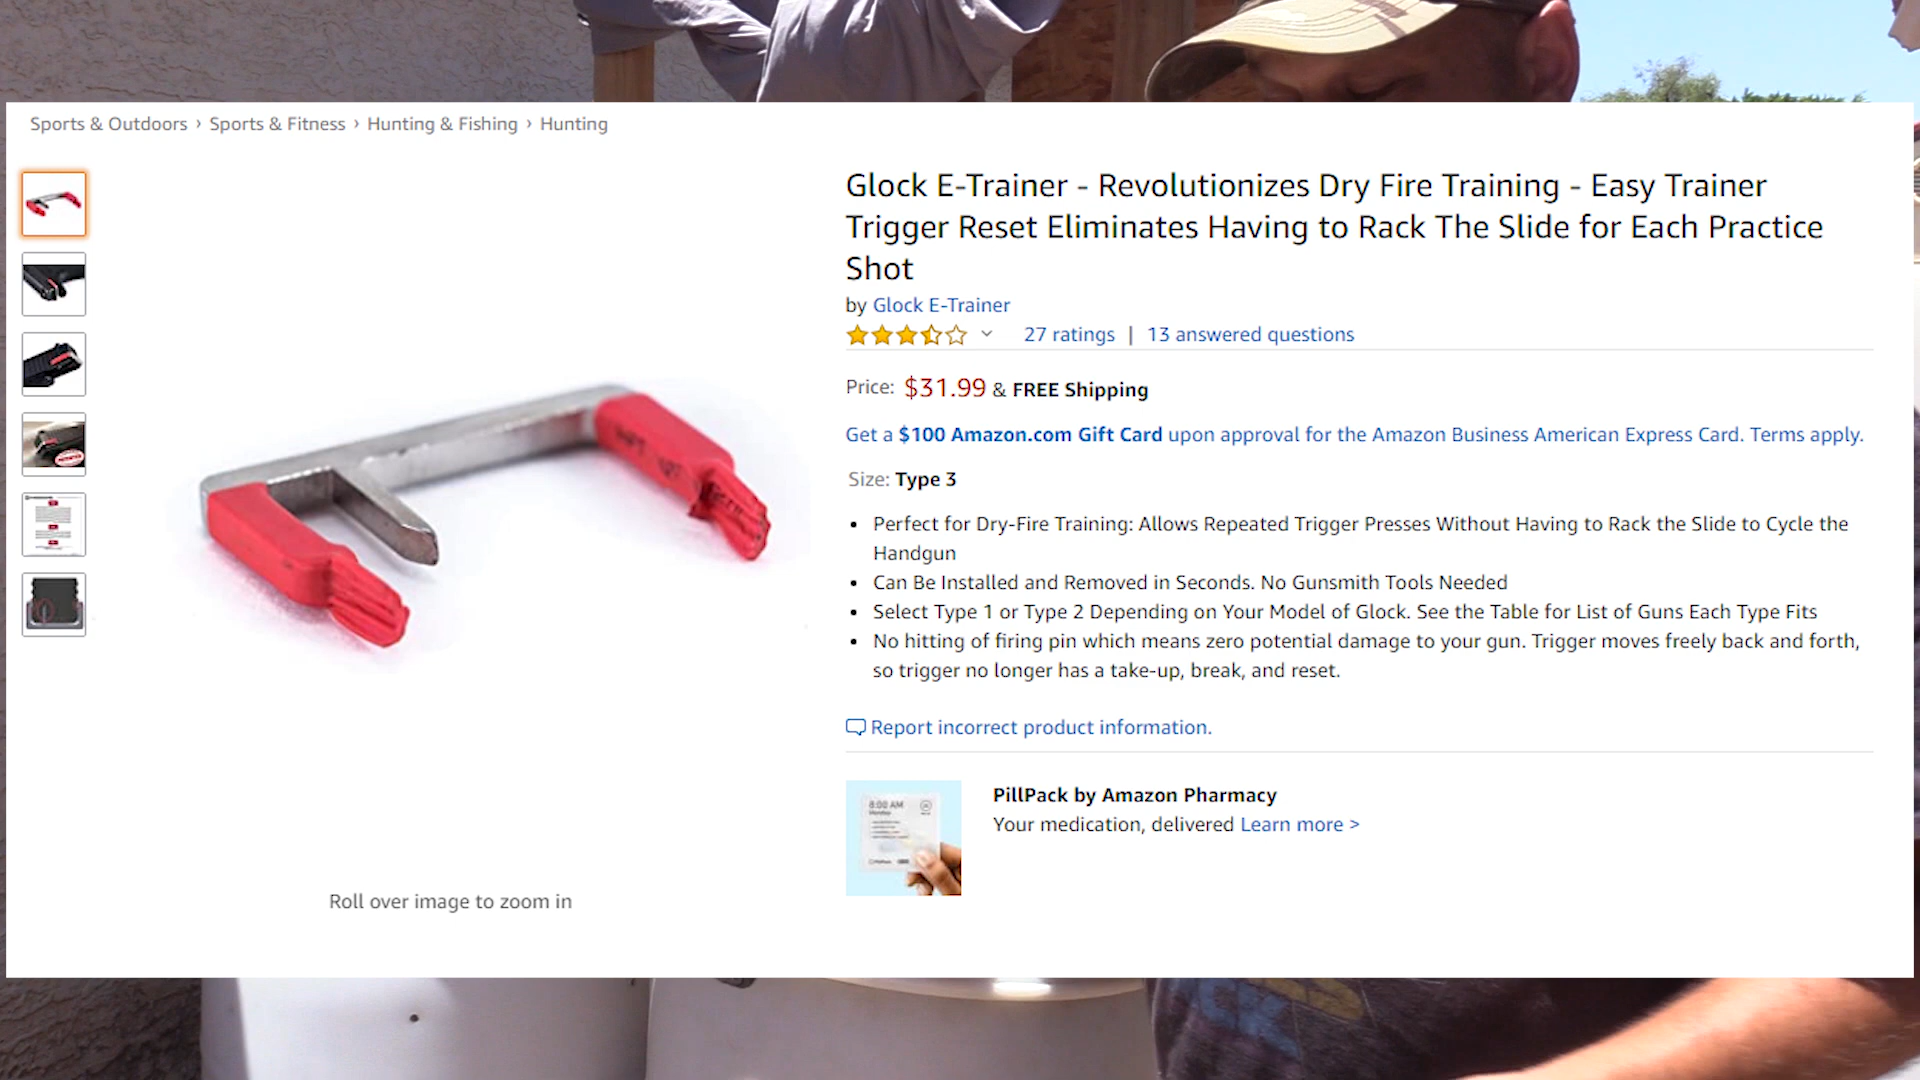 Sports & Outdoors › Sports & Fitness › Hunting & Fishing › Hunting
Glock E-Trainer - Revolutionizes Dry Fire Training - Easy Trainer
Trigger Reset Eliminates Having to Rack The Slide for Each Practice
Shot
by Glock E-Trainer
27 ratings | 13 answered questions
Price: $31.99 & FREE Shipping
Get a $100 Amazon.com Gift Card upon approval for the Amazon Business American Express Card. Terms apply.
Size: Type 3
• Perfect for Dry-Fire Training: Allows Repeated Trigger Presses Without Having to Rack the Slide to Cycle the
Handgun
• Can Be Installed and Removed in Seconds. No Gunsmith Tools Needed
• Select Type 1 or Type 2 Depending on Your Model of Glock. See the Table for List of Guns Each Type Fits
• No hitting of firing pin which means zero potential damage to your gun. Trigger moves freely back and forth,
so trigger no longer has a take-up, break, and reset.
Report incorrect product information.
8:00 AM
Monday
PillPack by Amazon Pharmacy
Your medication, delivered Learn more >
Roll over image to zoom in